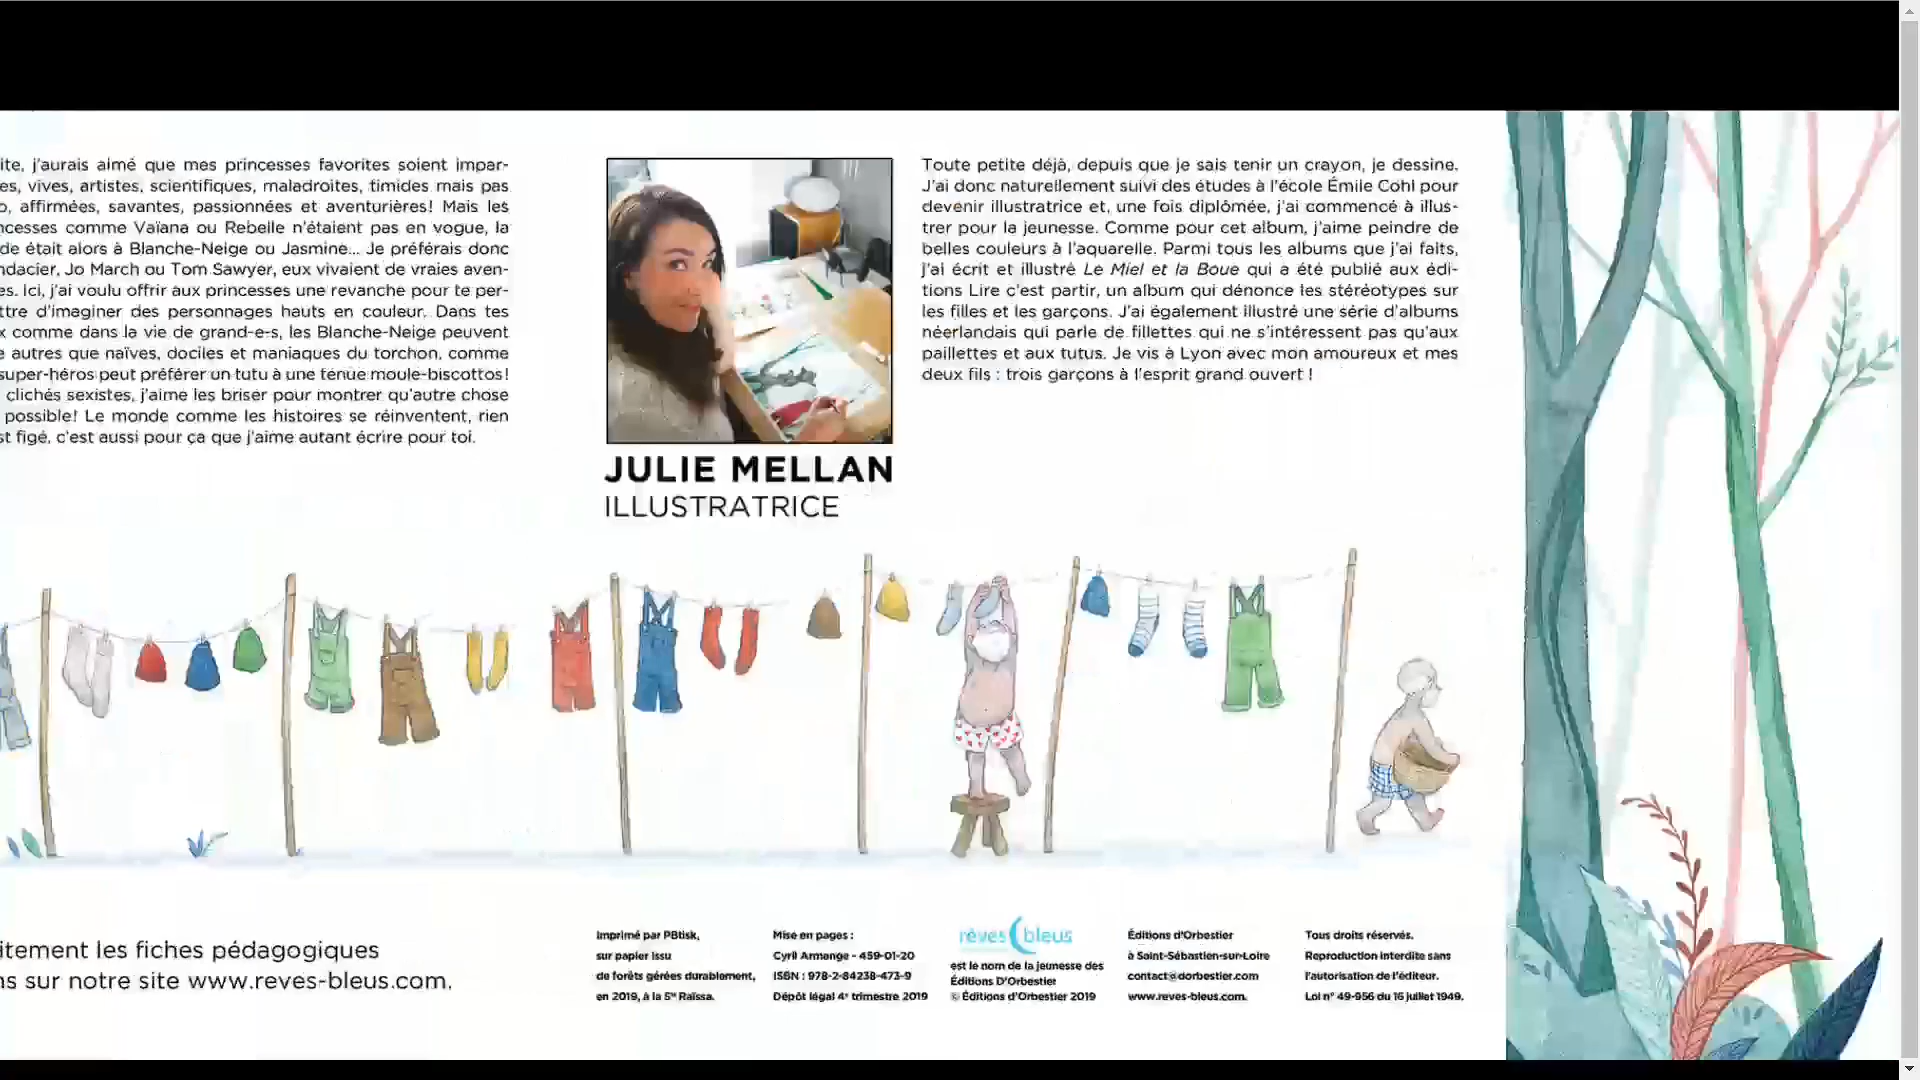 ite, j'aurais aimé que mes princesses favorites soient impar-
es, vives, artistes, scientifiques, maladroites, timides mais pas
o, affirmées, savantes, passionnées et aventurières! Mais les
ncesses comme Vaïana ou Rebelle n'étaient pas en vogue, la
de était alors à Blanche-Neige ou Jasmine... Je préférais donc
ndacier, Jo March ou Tom Sawyer, eux vivaient de vraies aven-
es. Ici, j'ai voulu offrir aux princesses une revanche pour te per-
ttre d'imaginer des personnages hauts en couleur. Dans tes
x comme dans la vie de grand-e-s, les Blanche-Neige peuvent
e autres que naïves, dociles et maniaques du torchon, comme
super-héros peut préférer un tutu à une tenue moule-biscottos!
clichés sexistes, j'aime les briser pour montrer qu'autre chose
possible! Le monde comme les histoires se réinventent, rien
st figé, c'est aussi pour ça que j'aime autant écrire pour toi.
JULIE MELLAN
ILLUSTRATRICE
Toute petite déjà, depuis que je sais tenir un crayon, je dessine.
J'ai donc naturellement suivi des études à l'école Émile Cohl pour
devenir illustratrice et, une fois diplômée, j'ai commencé à illus-
trer pour la jeunesse. Comme pour cet album, j'aime peindre de
belles couleurs à l'aquarelle. Parmi tous les albums que j'ai faits,
j'ai écrit et illustré Le Miel et la Boue qui a été publié aux édi-
tions Lire c'est partir, un album qui dénonce les stéréotypes sur
les filles et les garçons. J'ai également illustré une série d'albums
néerlandais qui parle de fillettes qui ne s'intéressent pas qu'aux
paillettes et aux tutus. Je vis à Lyon avec mon amoureux et mes
deux fils : trois garçons à l'esprit grand ouvert !
itement les fiches pédagogiques
ns sur notre site www.reves-bleus.com.
Imprimé par PBtisk,
sur papier issu
de forêts gérées durablement,
en 2019, à la 5ème Raïssa.
Mise en pages :
Cyril Armange - 459-01-20
ISBN : 978-2-84238-473-9
Dépôt légal 4e trimestre 2019
rêves bleus
est le nom de la jeunesse des
Éditions D'Orbestier
© Éditions d'Orbestier 2019
Éditions d'Orbestier
à Saint-Sébastien-sur-Loire
contact@dorbestier.com
www.reves-bleus.com.
Tous droits réservés.
Reproduction interdite sans
l'autorisation de l'éditeur.
Loi n° 49-956 du 16 juillet 1949.